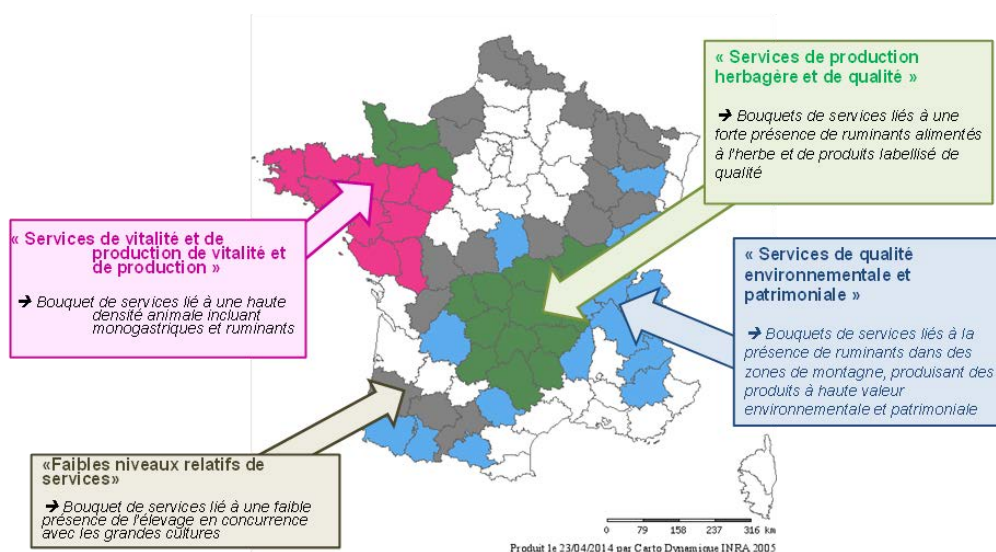 « Services de production
herbagère et de qualité »
➔ Bouquets de services liés à une
forte présence de ruminants alimentés
à l'herbe et de produits labellisé de
qualité
« Services de vitalité et de
production de vitalité et
de production »
➔ Bouquet de services lié à une haute
densité animale incluant
monogastriques et ruminants
« Services de qualité
environnementale et
patrimoniale »
➔ Bouquets de services liés à la
présence de ruminants dans des
zones de montagne, produisant des
produits à haute valeur
environnementale et patrimoniale
«Faibles niveaux relatifs de
services»
➔ Bouquet de services lié à une faible
présence de l'élevage en concurrence
avec les grandes cultures
0 79 158 237 316 km
Produit le 23/04/2014 par Carto Dynamique INRA 2005